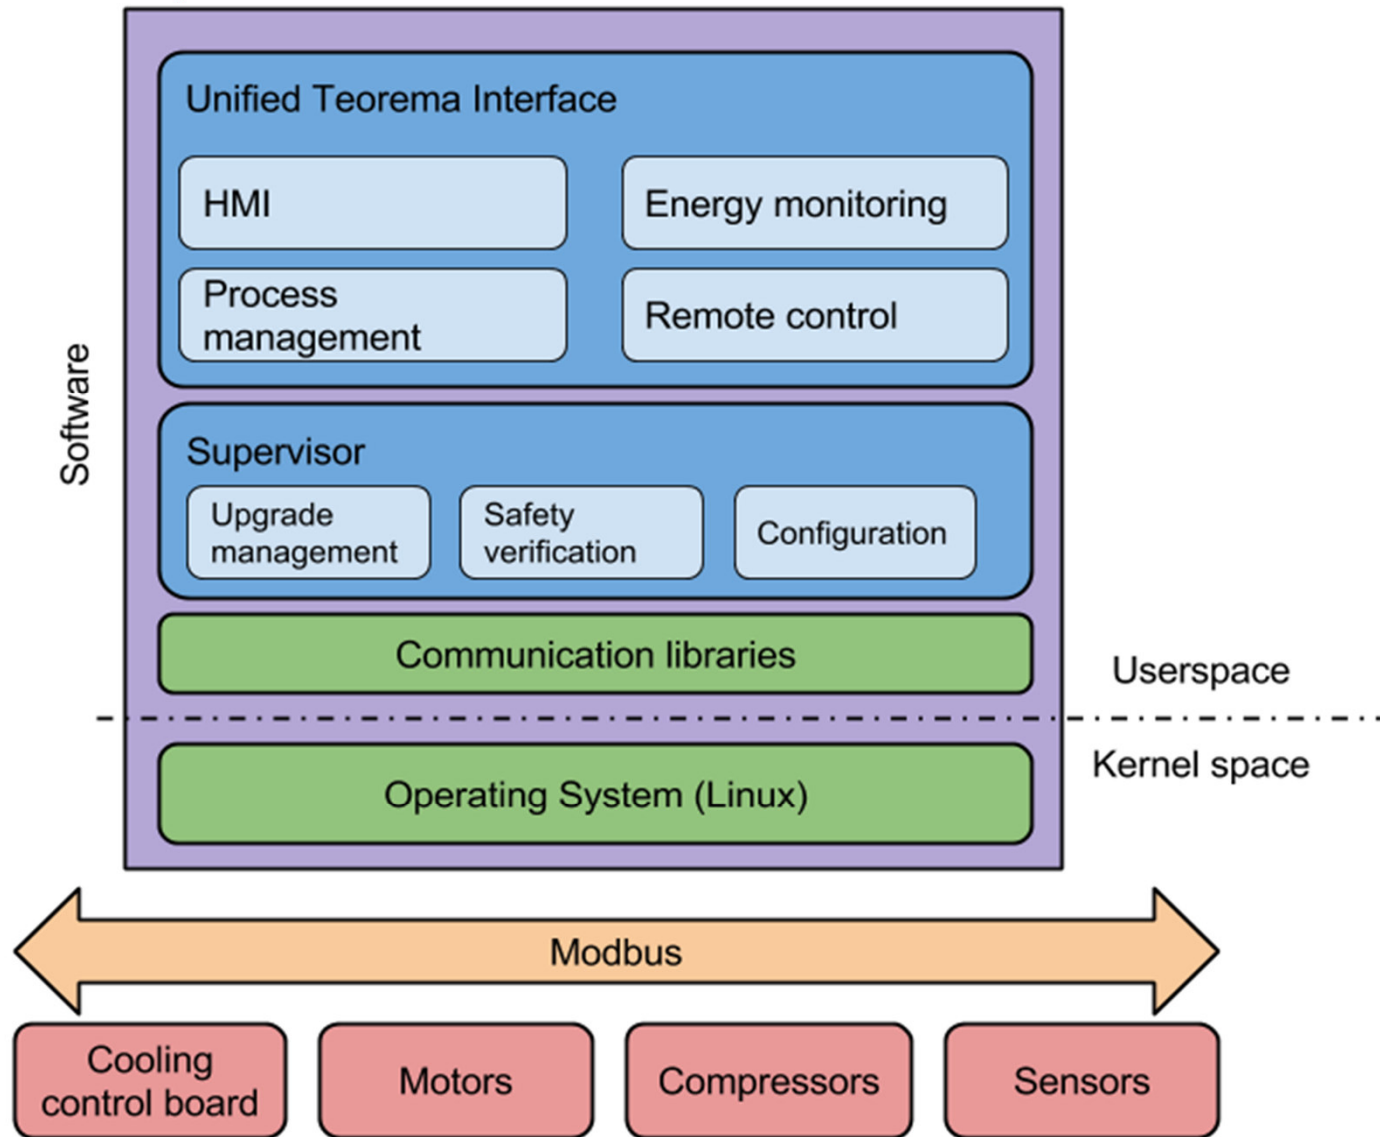 Unified Teorema Interface
HMI
Energy monitoring
Process
management
Remote control
Software
Supervisor
Upgrade
management
Safety
verification
Configuration
Communication libraries
Userspace
Kernel space
Operating System (Linux)
Modbus
Cooling
control board
Motors
Compressors
Sensors